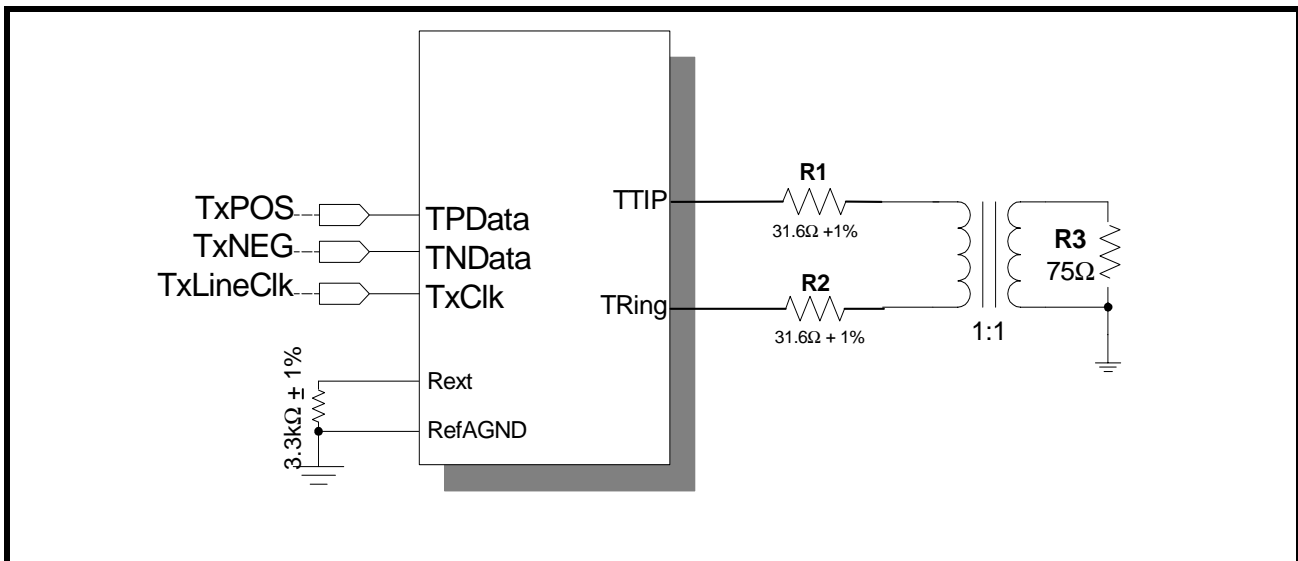 TxPOS
TPData
TxNEG
TNData
TxLineClk
TxClk
Rext
RefAGND
3.3kΩ ± 1%
TTIP
R1
31.6Ω +1%
TRing
R2
31.6Ω + 1%
1:1
R3
75Ω